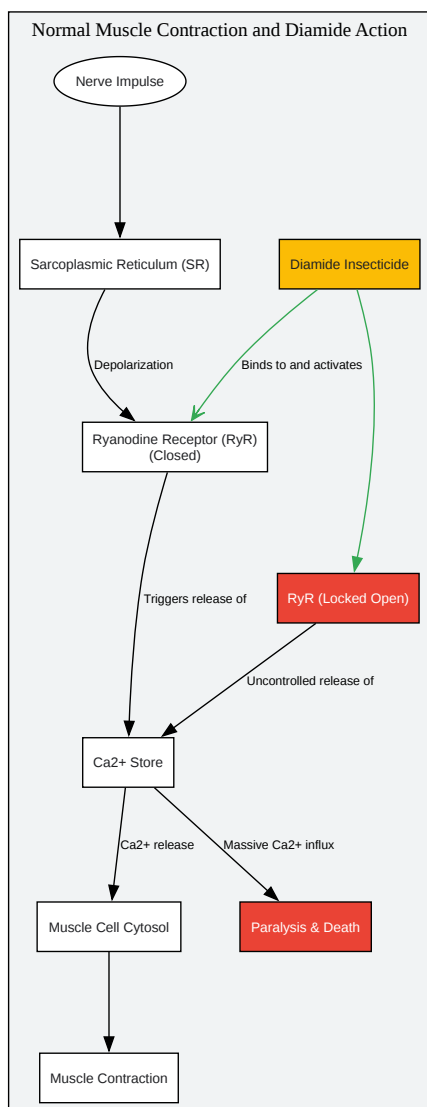 Normal Muscle Contraction and Diamide Action
Nerve Impulse
Sarcoplasmic Reticulum (SR)
Diamide Insecticide
Depolarization
Binds to and activates
Ryanodine Receptor (RyR)
(Closed)
Triggers release of
RyR (Locked Open)
Uncontrolled release of
Ca2+ Store
Ca2+ release
Massive Ca2+ influx
Muscle Cell Cytosol
Paralysis & Death
Muscle Contraction